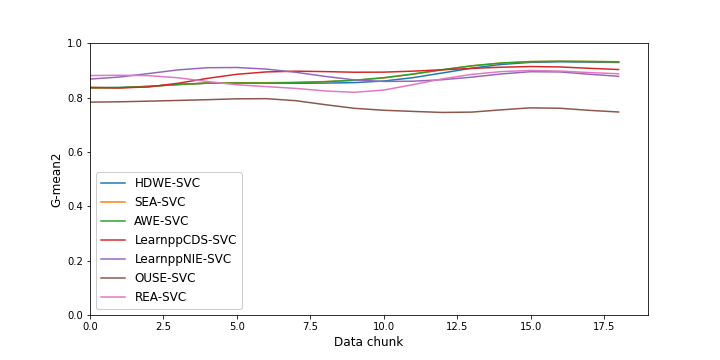 1.0
0.8
0.6
0.4
0.2
0.0
G-mean2
HDWE-SVC
SEA-SVC
AWE-SVC
LearnppCDS-SVC
LearnppNIE-SVC
OUSE-SVC
REA-SVC
0.0 2.5 5.0 7.5 10.0 12.5 15.0 17.5
Data chunk